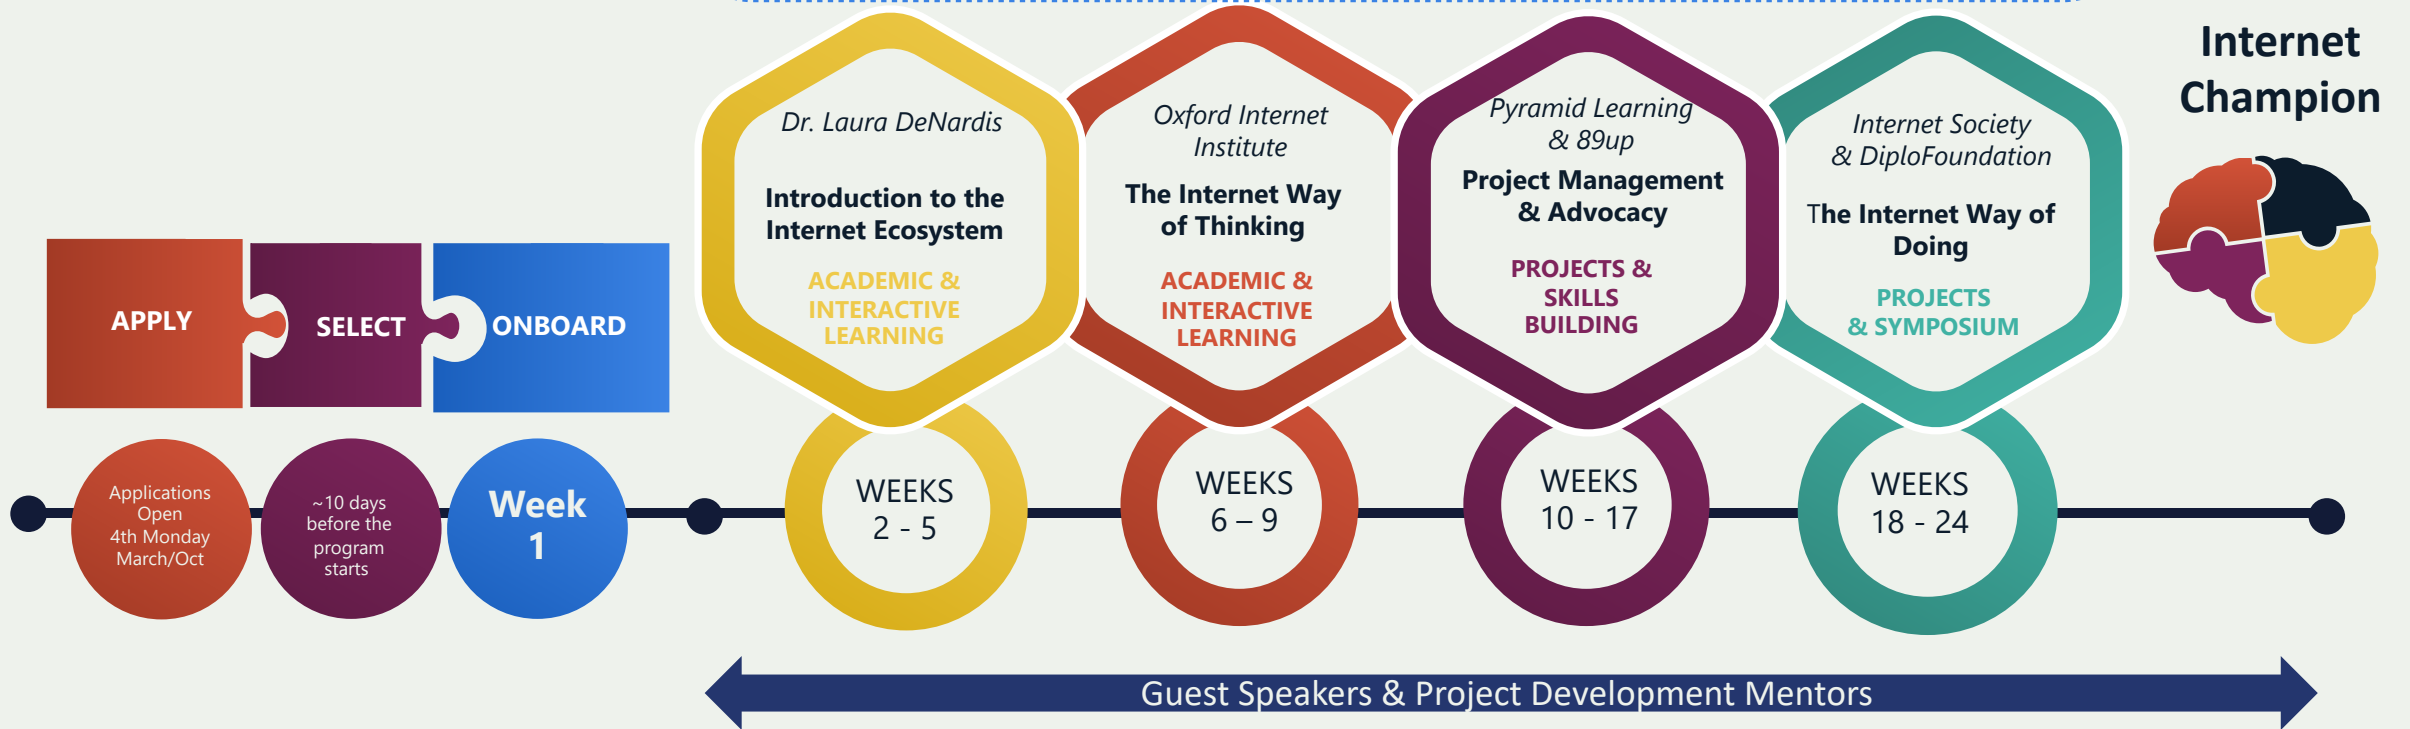 APPLY
SELECT
ONBOARD
Applications
Open
4th Monday
March/Oct
~10 days
before the
program
starts
Week
1
Dr. Laura DeNardis
Introduction to the
Internet Ecosystem
ACADEMIC &
INTERACTIVE
LEARNING
WEEKS
2 - 5
Oxford Internet
Institute
The Internet Way
of Thinking
ACADEMIC &
INTERACTIVE
LEARNING
WEEKS
6 – 9
Pyramid Learning
& 89up
Project Management
& Advocacy
PROJECTS &
SKILLS
BUILDING
WEEKS
10 - 17
Internet Society
& DiploFoundation
The Internet Way of
Doing
PROJECTS
& SYMPOSIUM
WEEKS
18 - 24
Internet
Champion
Guest Speakers & Project Development Mentors